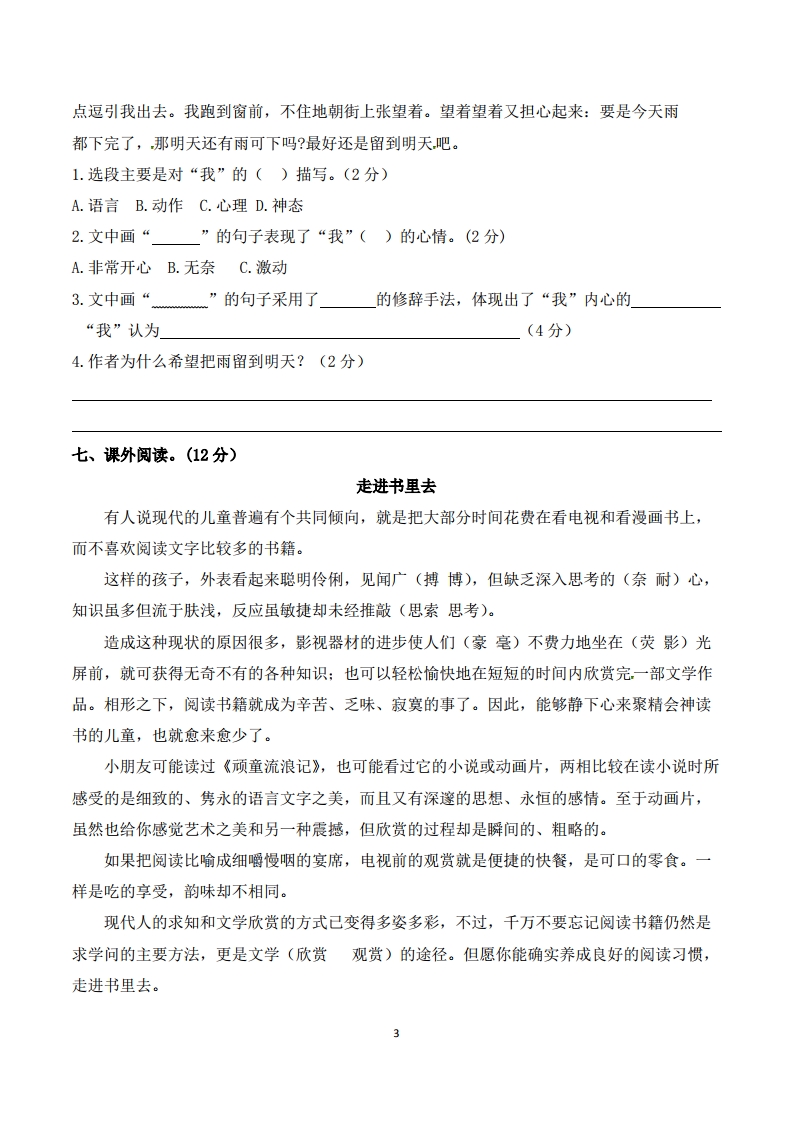 点逗引我出去。我跑到窗前，不住地朝街上张望着。望着望着又担心起来：要是今天雨
都下完了，那明天还有雨可下吗?最好还是留到明天吧。
1.选段主要是对“我”的（　）描写。（2 分）
A.语言　B.动作　C.心理 D.神态
2.文中画“______”的句子表现了“我”（　）的心情。(2 分)
A.非常开心　B.无奈　 C.激动
3.文中画“_______”的句子采用了_______的修辞手法，体现出了“我”内心的___________
“我”认为_____________________________________________（4 分）
4.作者为什么希望把雨留到明天？（2 分）
七、课外阅读。(12 分）
走进书里去
有人说现代的儿童普遍有个共同倾向，就是把大部分时间花费在看电视和看漫画书上，
而不喜欢阅读文字比较多的书籍。
这样的孩子，外表看起来聪明伶俐，见闻广（搏 博），但缺乏深入思考的（奈 耐）心，
知识虽多但流于肤浅，反应虽敏捷却未经推敲（思索 思考）。
造成这种现状的原因很多，影视器材的进步使人们（豪 毫）不费力地坐在（荧 影）光
屏前，就可获得无奇不有的各种知识；也可以轻松愉快地在短短的时间内欣赏完一部文学作
品。相形之下，阅读书籍就成为辛苦、乏味、寂寞的事了。因此，能够静下心来聚精会神读
书的儿童，也就愈来愈少了。
小朋友可能读过《顽童流浪记》，也可能看过它的小说或动画片，两相比较在读小说时所
感受的是细致的、隽永的语言文字之美，而且又有深邃的思想、永恒的感情。至于动画片，
虽然也给你感觉艺术之美和另一种震撼，但欣赏的过程却是瞬间的、粗略的。
如果把阅读比喻成细嚼慢咽的宴席，电视前的观赏就是便捷的快餐，是可口的零食。一
样是吃的享受，韵味却不相同。
现代人的求知和文学欣赏的方式已变得多姿多彩，不过，千万不要忘记阅读书籍仍然是
求学问的主要方法，更是文学（欣赏　 观赏）的途径。但愿你能确实养成良好的阅读习惯，
走进书里去。
3